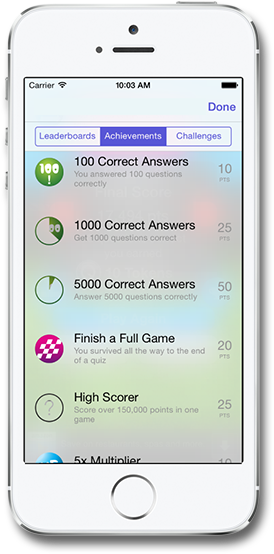 Carrier 10:03 AM
Done
Leaderboards Achievements Challenges
100 Correct Answers
You answered 100 questions
correctly
10
PTS
1000 Correct Answers
Get 1000 questions correct
25
PTS
5000 Correct Answers
Answer 5000 questions correctly
50
PTS
Finish a Full Game
You survived all the way to the end
of a quiz
20
PTS
High Scorer
Score over 150,000 points in one
game
25
PTS
5x Multiplier
10